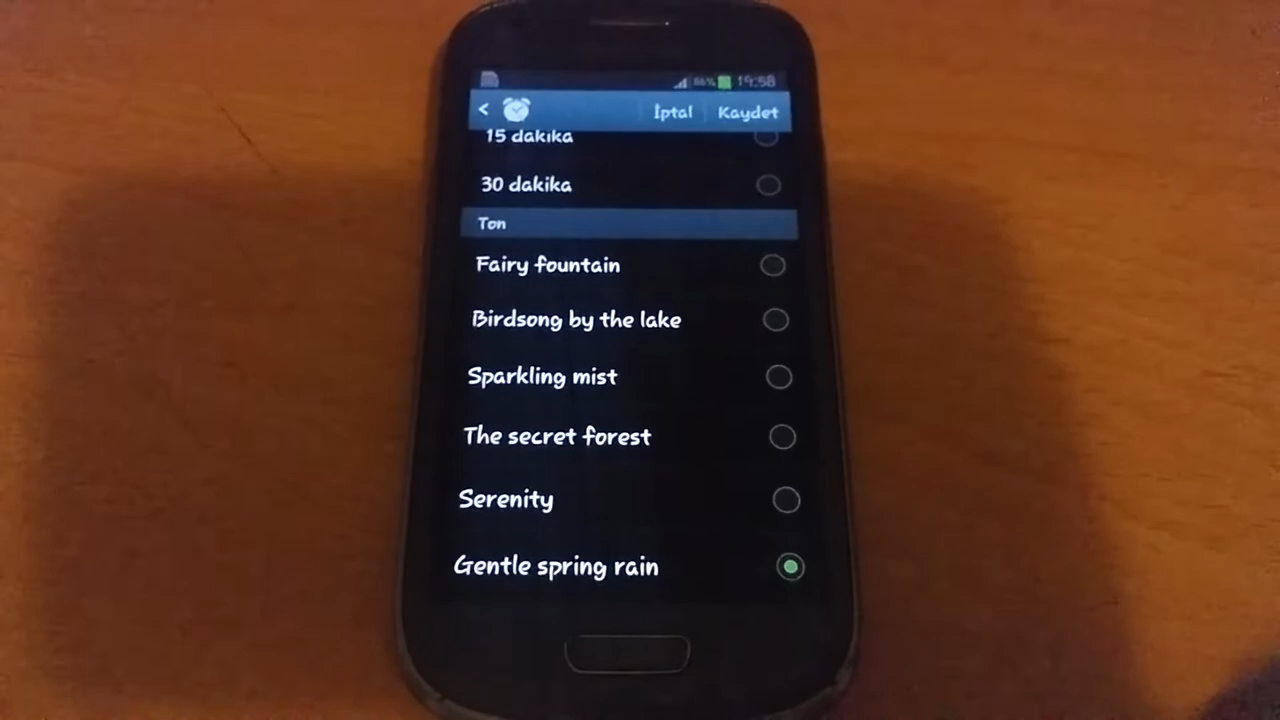 86% 19:58
< İptal Kaydet
15 dakika
30 dakika
Ton
Fairy fountain
Birdsong by the lake
Sparkling mist
The secret forest
Serenity
Gentle spring rain